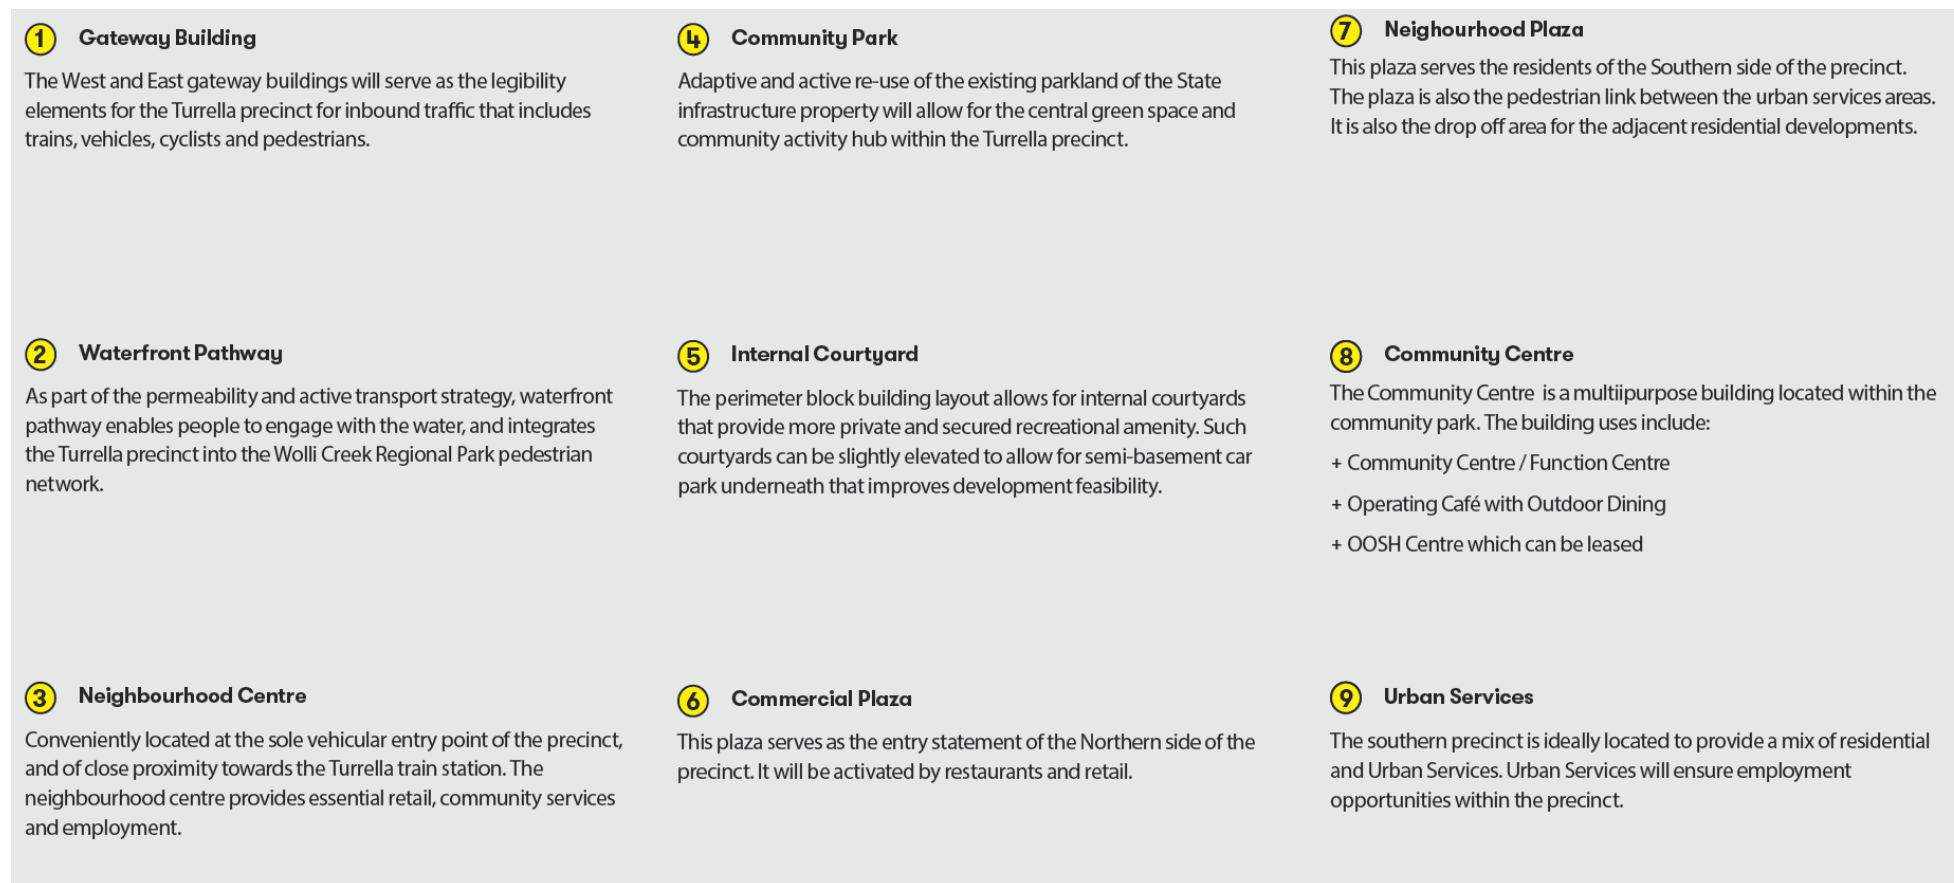 1 Gateway Building
The West and East gateway buildings will serve as the legibility
elements for the Turrella precinct for inbound traffic that includes
trains, vehicles, cyclists and pedestrians.
2 Waterfront Pathway
As part of the permeability and active transport strategy, waterfront
pathway enables people to engage with the water, and integrates
the Turrella precinct into the Wolli Creek Regional Park pedestrian
network.
3 Neighbourhood Centre
Conveniently located at the sole vehicular entry point of the precinct,
and of close proximity towards the Turrella train station. The
neighbourhood centre provides essential retail, community services
and employment.
4 Community Park
Adaptive and active re-use of the existing parkland of the State
infrastructure property will allow for the central green space and
community activity hub within the Turrella precinct.
5 Internal Courtyard
The perimeter block building layout allows for internal courtyards
that provide more private and secured recreational amenity. Such
courtyards can be slightly elevated to allow for semi-basement car
park underneath that improves development feasibility.
6 Commercial Plaza
This plaza serves as the entry statement of the Northern side of the
precinct. It will be activated by restaurants and retail.
7 Neighourhood Plaza
This plaza serves the residents of the Southern side of the precinct.
The plaza is also the pedestrian link between the urban services areas.
It is also the drop off area for the adjacent residential developments.
8 Community Centre
The Community Centre is a multiipurpose building located within the
community park. The building uses include:
+ Community Centre / Function Centre
+ Operating Café with Outdoor Dining
+ OOSH Centre which can be leased
9 Urban Services
The southern precinct is ideally located to provide a mix of residential
and Urban Services. Urban Services will ensure employment
opportunities within the precinct.